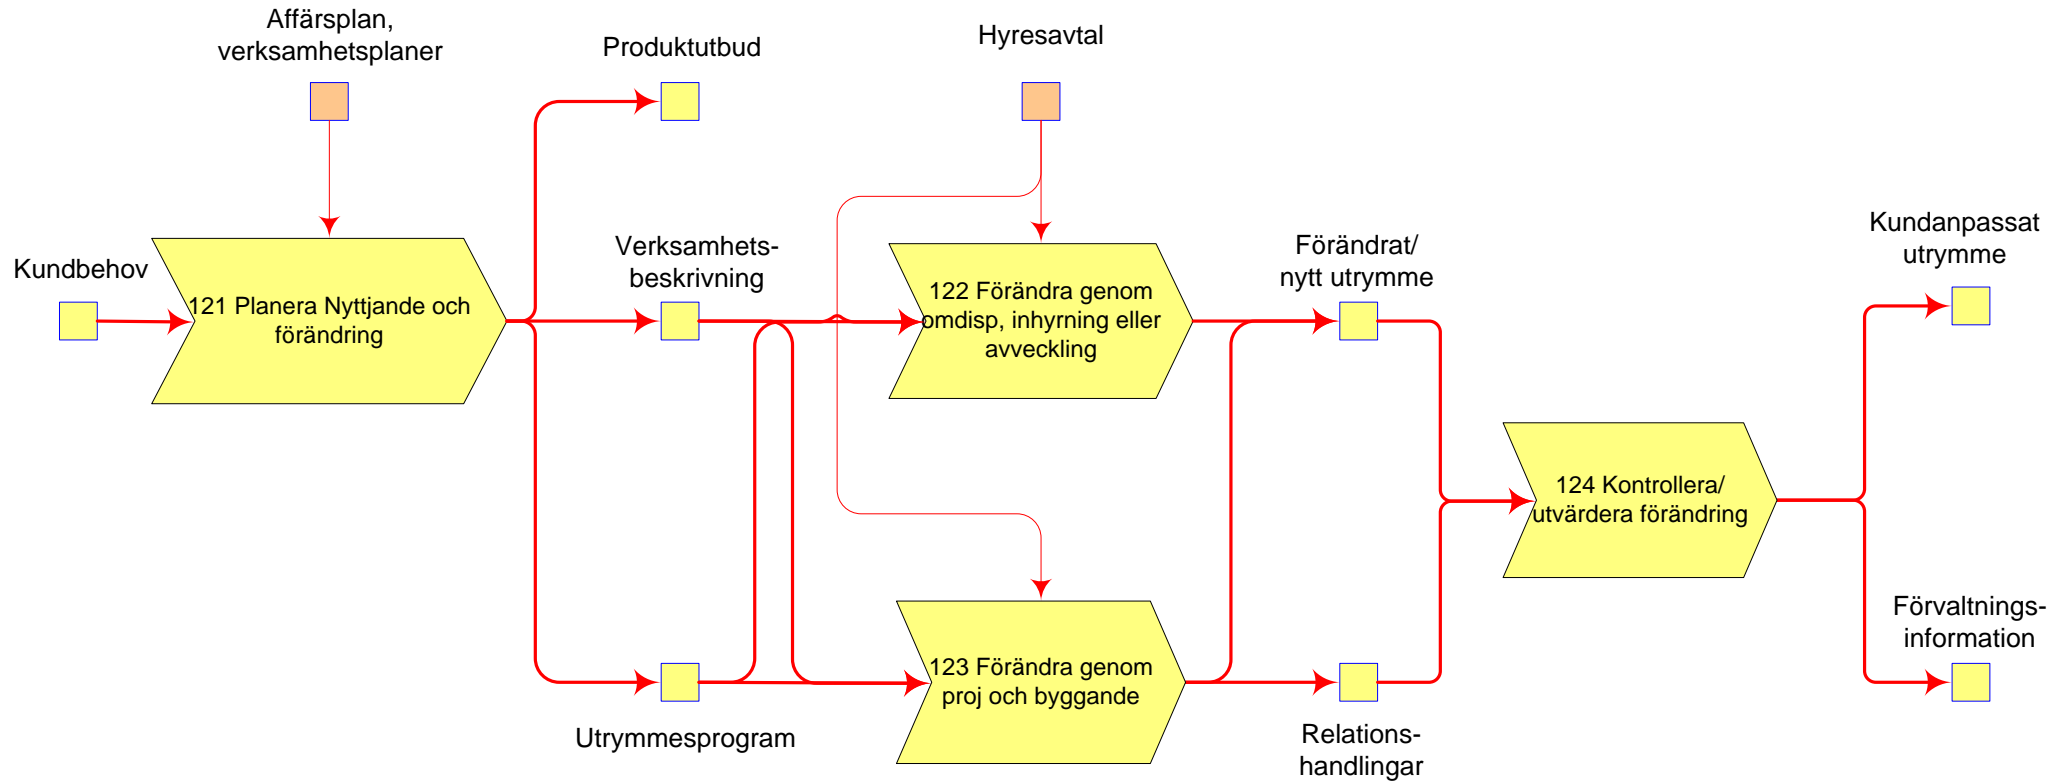 Affärsplan,
verksamhetsplaner
Produktutbud
Hyresavtal
Kundbehov
121 Planera Nyttjande och
förändring
Verksamhets-
beskrivning
122 Förändra genom
omdisp, inhyrning eller
avveckling
Förändrat/
nytt utrymme
Kundanpassat
utrymme
124 Kontrollera/
utvärdera förändring
Utrymmesprogram
123 Förändra genom
proj och byggande
Relations-
handlingar
Förvaltnings-
information